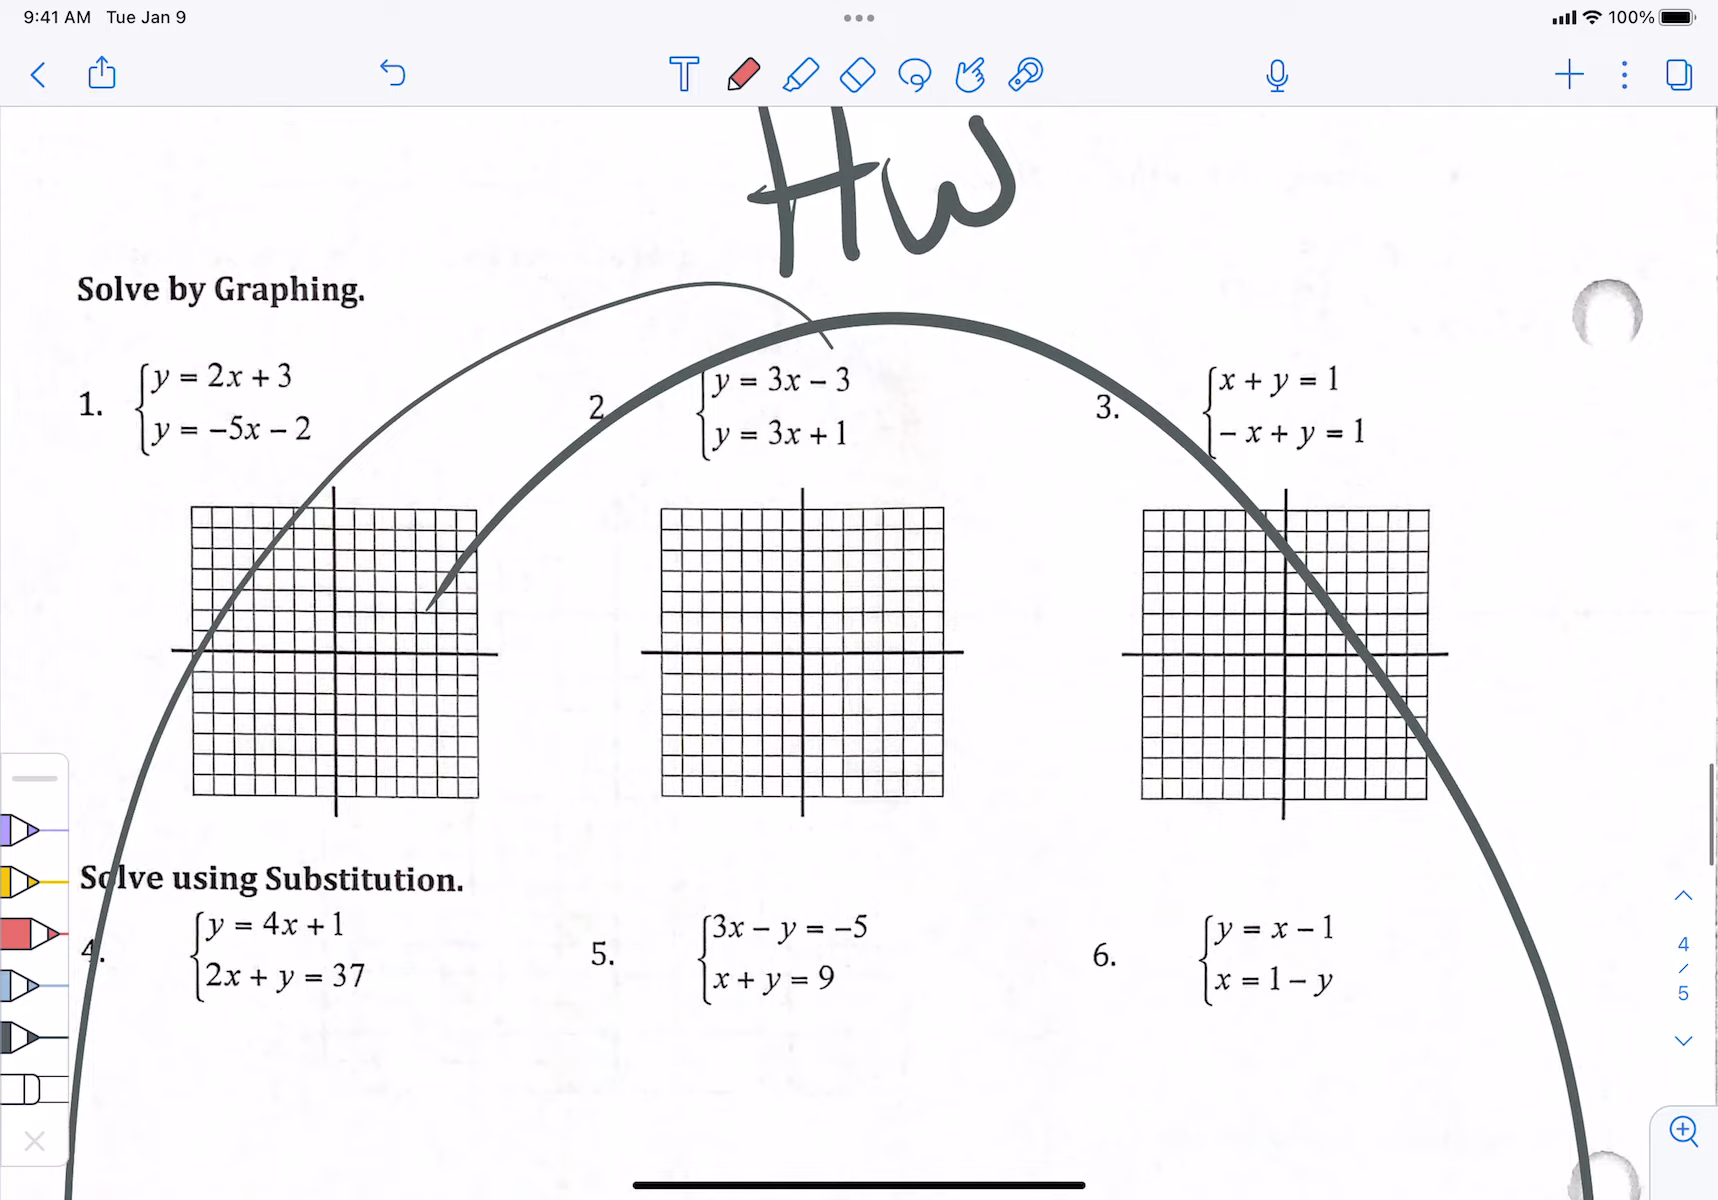 9:41 AM Tue Jan 9
100%
T
Hw
Solve by Graphing.
1. y = 2x + 3
y = −5x − 2
2 y = 3x − 3
y = 3x + 1
3. x + y = 1
− x + y = 1
Solve using Substitution.
4. y = 4x + 1
2x + y = 37
5. 3x − y = −5
x + y = 9
6. y = x − 1
x = 1 − y
4
/
5